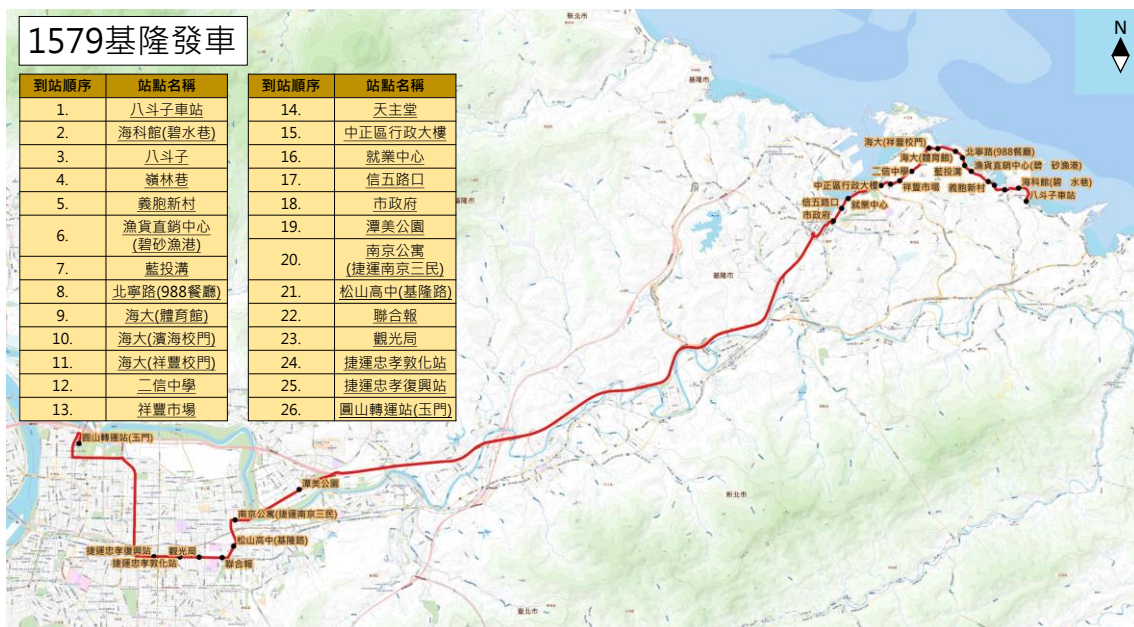 1579基隆發車
N
到站順序 站點名稱
1. 八斗子車站
2. 海科館(碧水巷)
3. 八斗子
4. 嶺林巷
5. 義胞新村
6. 漁貨直銷中心
(碧砂漁港)
7. 藍投溝
8. 北寧路(988餐廳)
9. 海大(體育館)
10. 海大(濱海校門)
11. 海大(祥豐校門)
12. 二信中學
13. 祥豐市場
到站順序 站點名稱
14. 天主堂
15. 中正區行政大樓
16. 就業中心
17. 信五路口
18. 市政府
19. 潭美公園
20. 南京公寓
(捷運南京三民)
21. 松山高中(基隆路)
22. 聯合報
23. 觀光局
24. 捷運忠孝敦化站
25. 捷運忠孝復興站
26. 圓山轉運站(玉門)
新北市
基隆市
海大(祥豐校門)
北寧路(988餐廳)
海大(體育館)
漁貨直銷中心(碧 砂漁港)
二信中學
藍投溝
海科館(碧 水巷)
中正區行政大樓
祥豐市場
義胞新村
八斗子車站
信五路口
就業中心
市政府
基隆市
圓山轉運站(玉門)
潭美公園
新北市
南京公寓(捷運南京三民)
松山高中(基隆路)
捷運忠孝復興站
觀光局
捷運忠孝敦化站
聯合報
臺北市